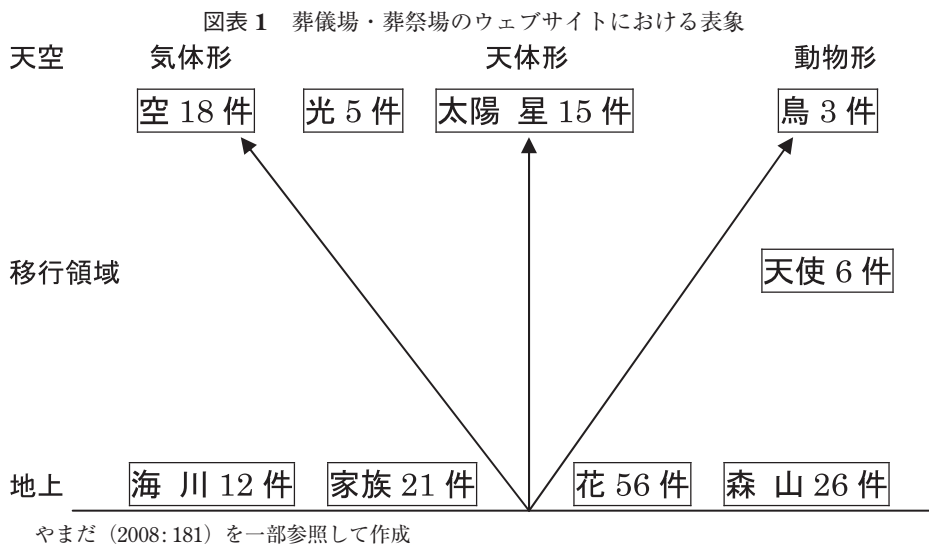 図表1 葬儀場・葬祭場のウェブサイトにおける表象
天空 気体形 天体形 動物形
空 18 件 光 5 件 太陽 星 15 件 鳥 3 件
移行領域 天使 6 件
地上 海 川 12 件 家族 21 件 花 56 件 森 山 26 件
やまだ（2008: 181）を一部参照して作成